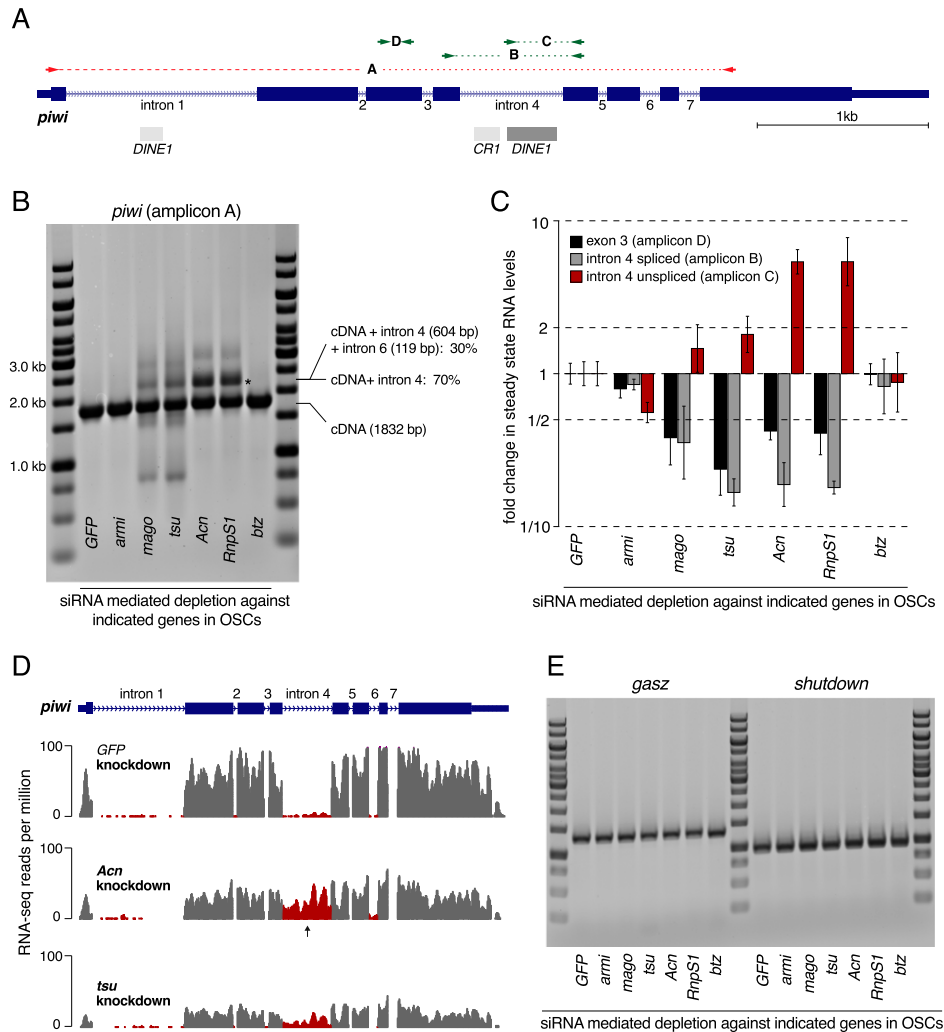 A
D
C
B
A
intron 1
2
3
intron 4
5
6
7
piwi
1kb
DINE1
CR1
DINE1
B
piwi (amplicon A)
3.0 kb
2.0 kb
1.0 kb
*
cDNA + intron 4 (604 bp)
+ intron 6 (119 bp): 30%
cDNA+ intron 4: 70%
cDNA (1832 bp)
GFP
armi
mago
tsu
Acn
RnpS1
btz
siRNA mediated depletion against
indicated genes in OSCs
C
fold change in steady state RNA levels
10
2
1
1/2
1/10
exon 3 (amplicon D)
intron 4 spliced (amplicon B)
intron 4 unspliced (amplicon C)
GFP
armi
mago
tsu
Acn
RnpS1
btz
siRNA mediated depletion against indicated genes in OSCs
D
intron 1
2
3
intron 4
5
6
7
piwi
RNA-seq reads per million
100
0
GFP
knockdown
100
0
Acn
knockdown
100
0
tsu
knockdown
E
gasz
shutdown
GFP
armi
mago
tsu
Acn
RnpS1
btz
GFP
armi
mago
tsu
Acn
RnpS1
btz
siRNA mediated depletion against indicated genes in OSCs